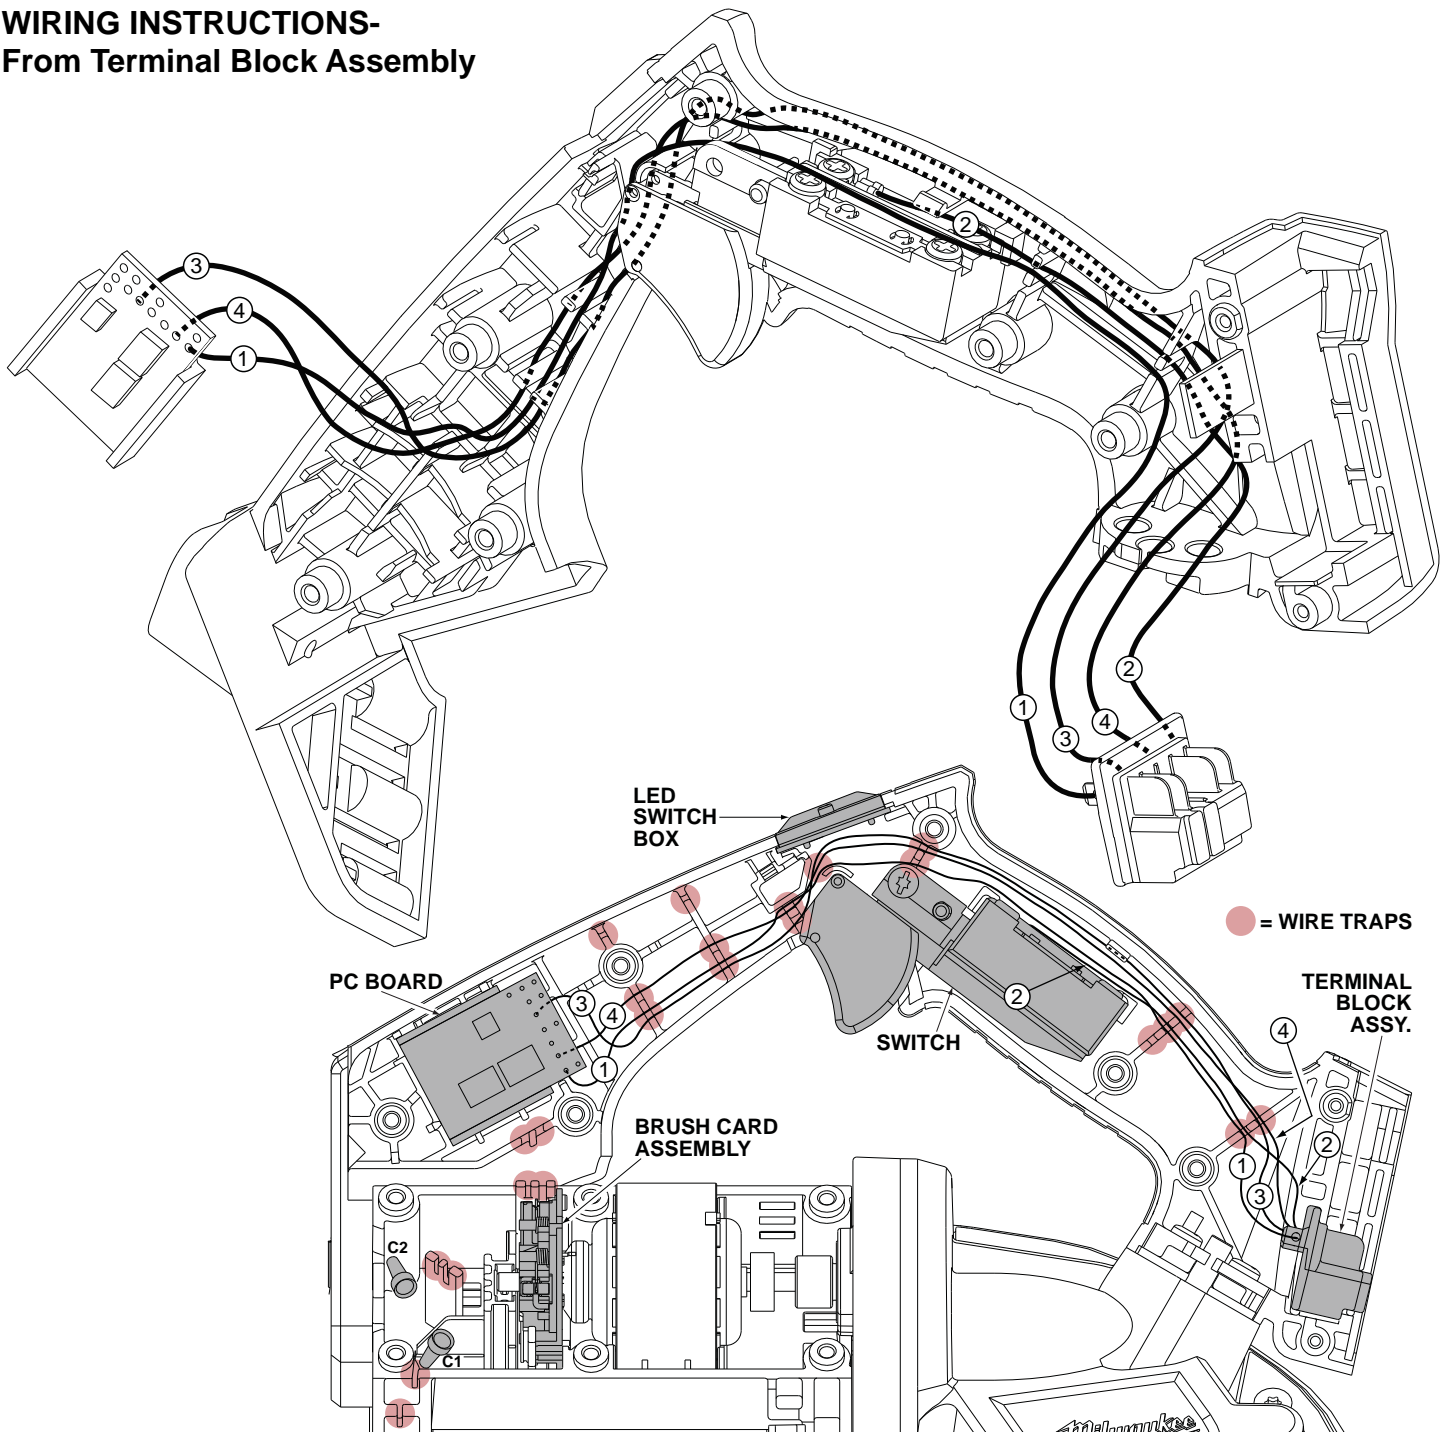 WIRING INSTRUCTIONS-
From Terminal Block Assembly
3
4
1
2
2
1
3
4
LED
SWITCH
BOX
= WIRE TRAPS
PC BOARD
TERMINAL
BLOCK
ASSY.
3
4
1
2
SWITCH
4
BRUSH CARD
ASSEMBLY
2
1
3
C2
C1
Milwaukee